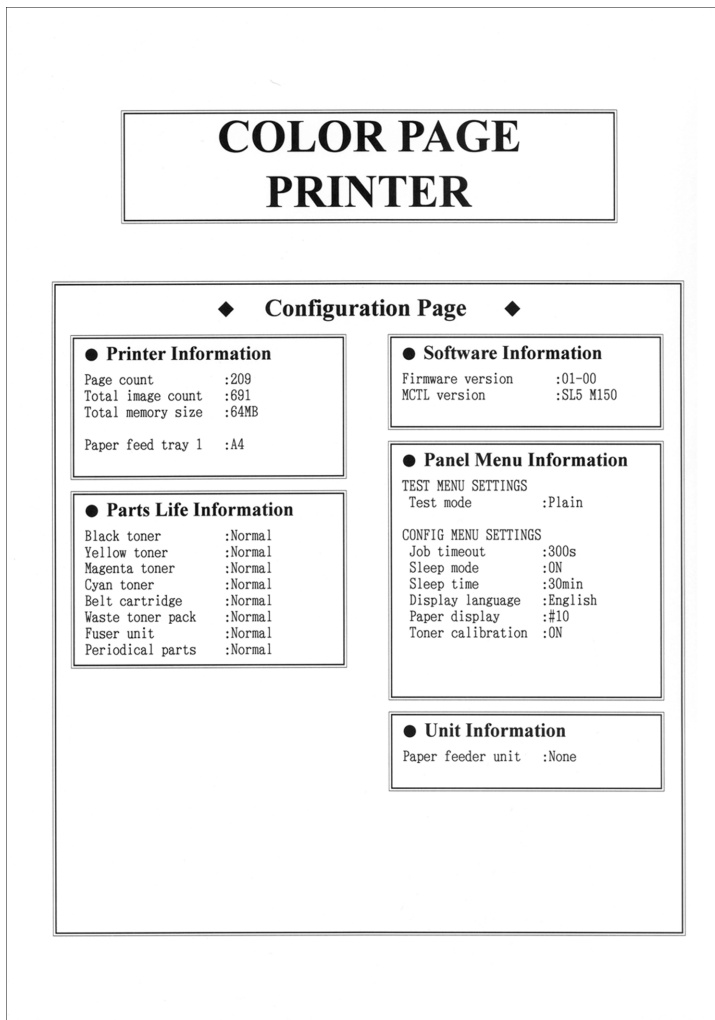 COLOR PAGE
PRINTER
◆ Configuration Page ◆
● Printer Information
Page count :209
Total image count :691
Total memory size :64MB
Paper feed tray 1 :A4
● Parts Life Information
Black toner :Normal
Yellow toner :Normal
Magenta toner :Normal
Cyan toner :Normal
Belt cartridge :Normal
Waste toner pack :Normal
Fuser unit :Normal
Periodical parts :Normal
● Software Information
Firmware version :01-00
MCTL version :SL5 M150
● Panel Menu Information
TEST MENU SETTINGS
Test mode :Plain
CONFIG MENU SETTINGS
Job timeout :300s
Sleep mode :ON
Sleep time :30min
Display language :English
Paper display :#10
Toner calibration :ON
● Unit Information
Paper feeder unit :None